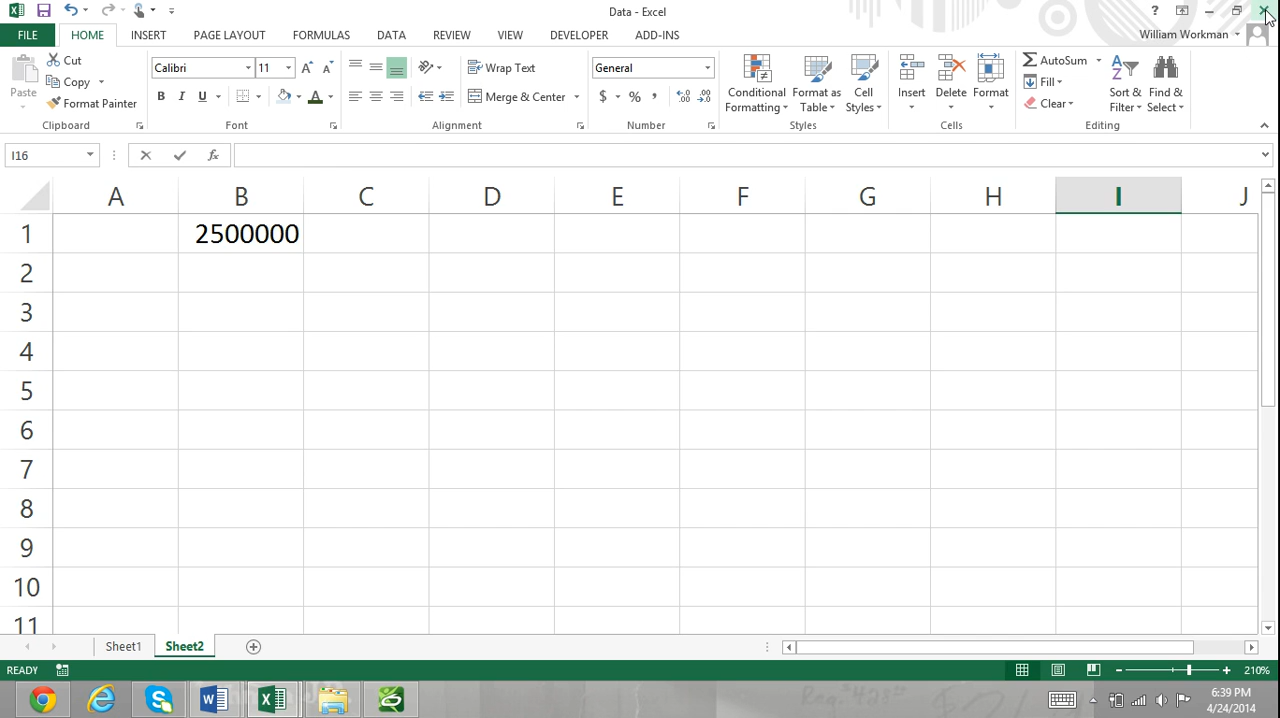 Data - Excel
FILE HOME INSERT PAGE LAYOUT FORMULAS DATA REVIEW VIEW DEVELOPER ADD-INS William Workman
Paste Cut Calibri 11 Wrap Text General Conditional Formatting Format as Table Cell Styles Insert Delete Format AutoSum Sort & Filter Find & Select
Copy Fill
Format Painter B I U A Merge & Center $ % , Clear
Clipboard Font Alignment Number Styles Cells Editing
I16 fx
A B C D E F G H I J
1 2500000
2
3
4
5
6
7
8
9
10
11
Sheet1 Sheet2
READY 210%
6:39 PM
4/24/2014